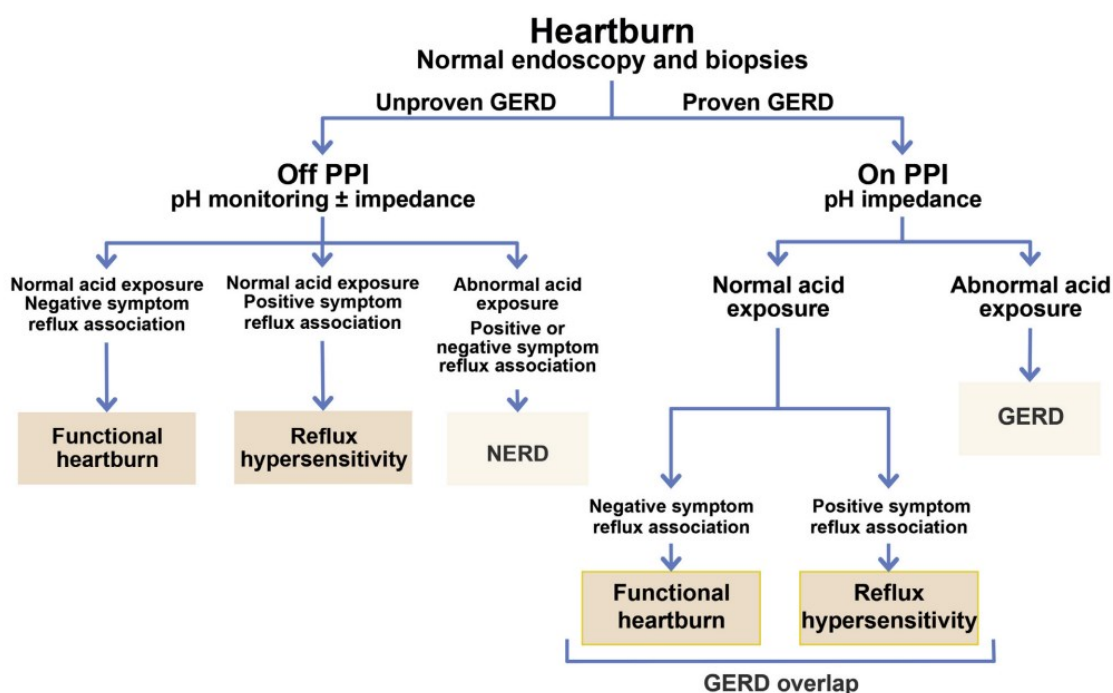 Heartburn
Normal endoscopy and biopsies
Unproven GERD
Proven GERD
Off PPI
pH monitoring ± impedance
On PPI
pH impedance
Normal acid exposure
Negative symptom
reflux association
Normal acid exposure
Positive symptom
reflux association
Abnormal acid
exposure
Positive or
negative symptom
reflux association
Normal acid
exposure
Abnormal acid
exposure
Functional
heartburn
Reflux
hypersensitivity
NERD
GERD
Negative symptom
reflux association
Positive symptom
reflux association
Functional
heartburn
Reflux
hypersensitivity
GERD overlap